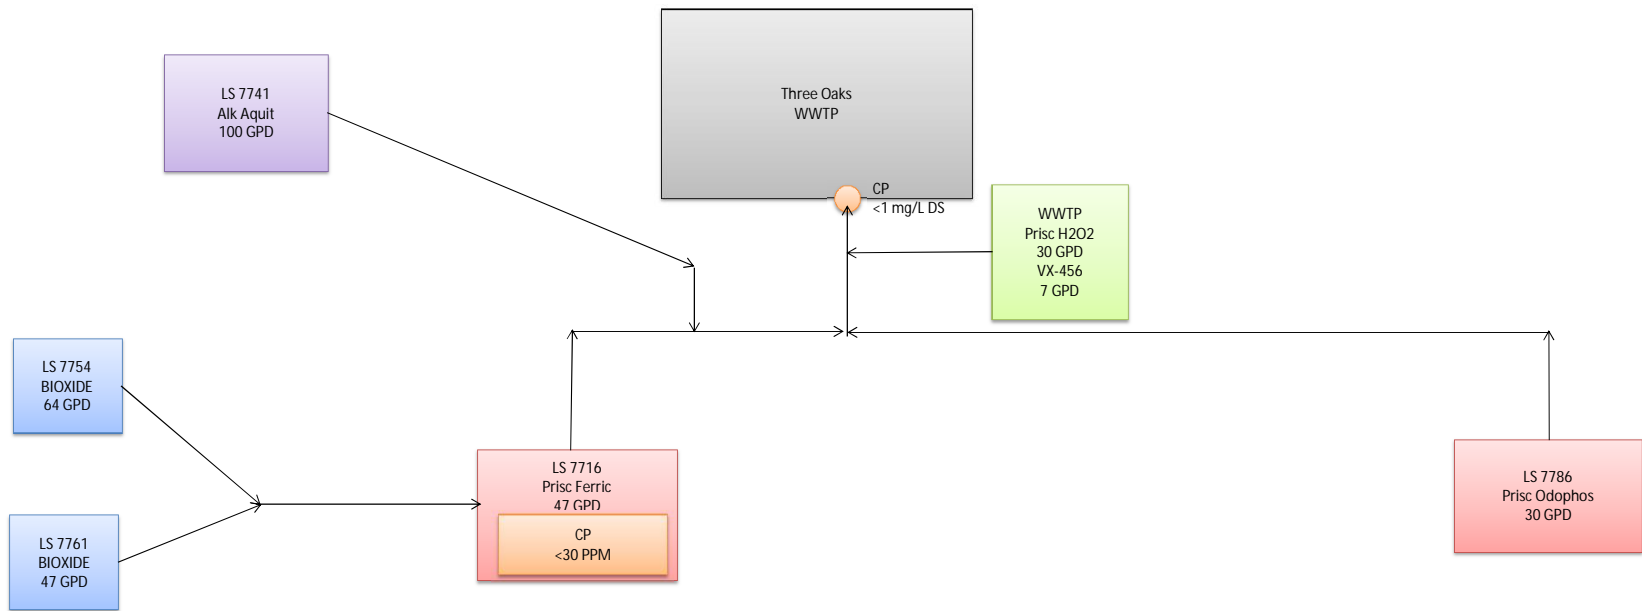 Three Oaks
WWTP
LS 7741
Alk Aquit
100 GPD
CP
<1 mg/L DS
WWTP
Prisc H2O2
30 GPD
VX-456
7 GPD
LS 7754
BIOXIDE
64 GPD
LS 7716
Prisc Ferric
47 GPD
CP
<30 PPM
LS 7786
Prisc Odophos
30 GPD
LS 7761
BIOXIDE
47 GPD